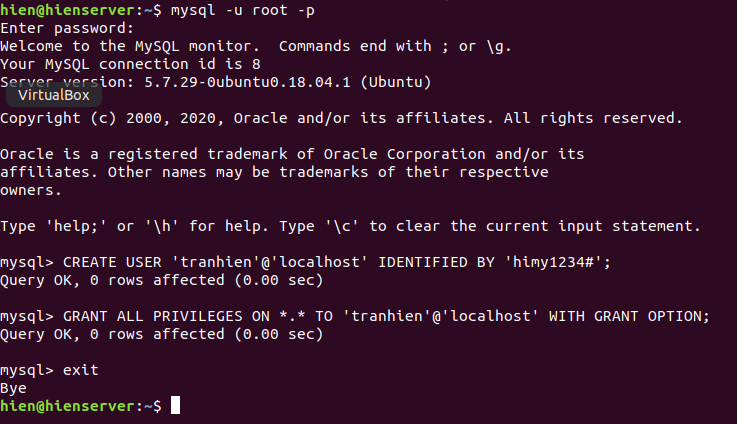 hien@hienserver:~$ mysql -u root -p
Enter password:
Welcome to the MySQL monitor.  Commands end with ; or \g.
Your MySQL connection id is 8
Server version: 5.7.29-0ubuntu0.18.04.1 (Ubuntu)
VirtualBox
Copyright (c) 2000, 2020, Oracle and/or its affiliates. All rights reserved.
Oracle is a registered trademark of Oracle Corporation and/or its
affiliates. Other names may be trademarks of their respective
owners.
Type 'help;' or '\h' for help. Type '\c' to clear the current input statement.
mysql> CREATE USER 'tranhien'@'localhost' IDENTIFIED BY 'himy1234#';
Query OK, 0 rows affected (0.00 sec)
mysql> GRANT ALL PRIVILEGES ON *.* TO 'tranhien'@'localhost' WITH GRANT OPTION;
Query OK, 0 rows affected (0.00 sec)
mysql> exit
Bye
hien@hienserver:~$